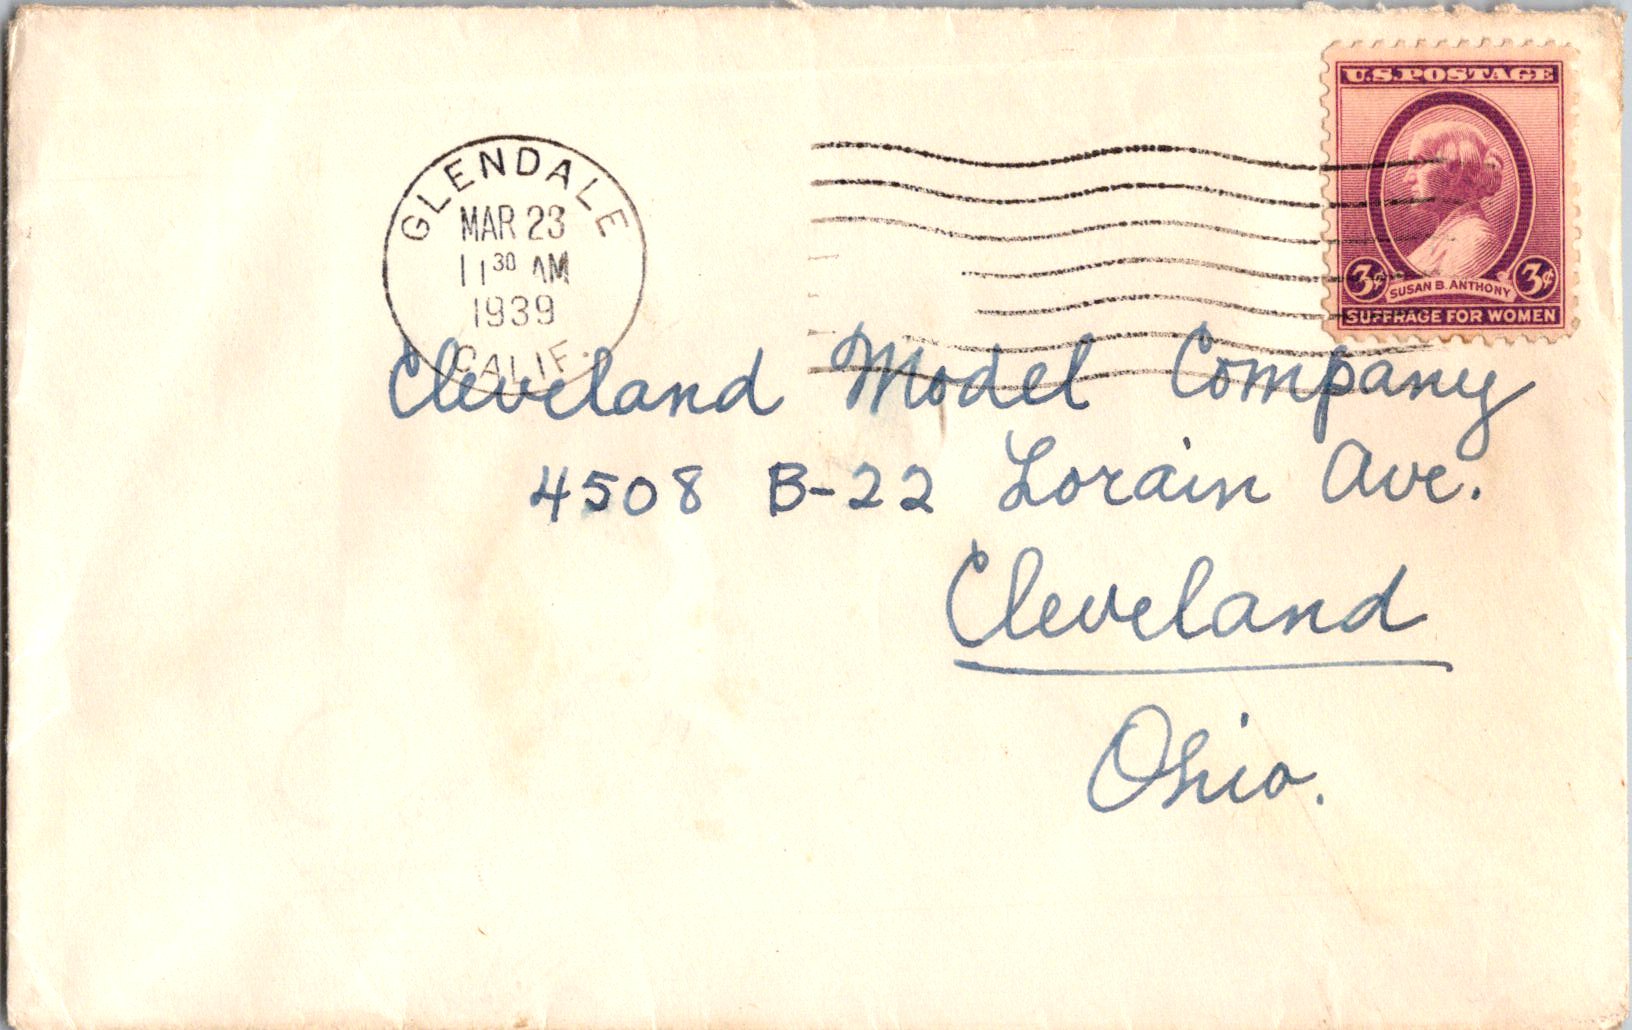 U.S. POSTAGE
3¢ SUSAN B. ANTHONY 3¢
SUFFRAGE FOR WOMEN
GLENDALE
MAR 23
11 30 AM
1939
CALIF.
Cleveland Model Company
4508 B-22 Lorain Ave.
Cleveland
Ohio.